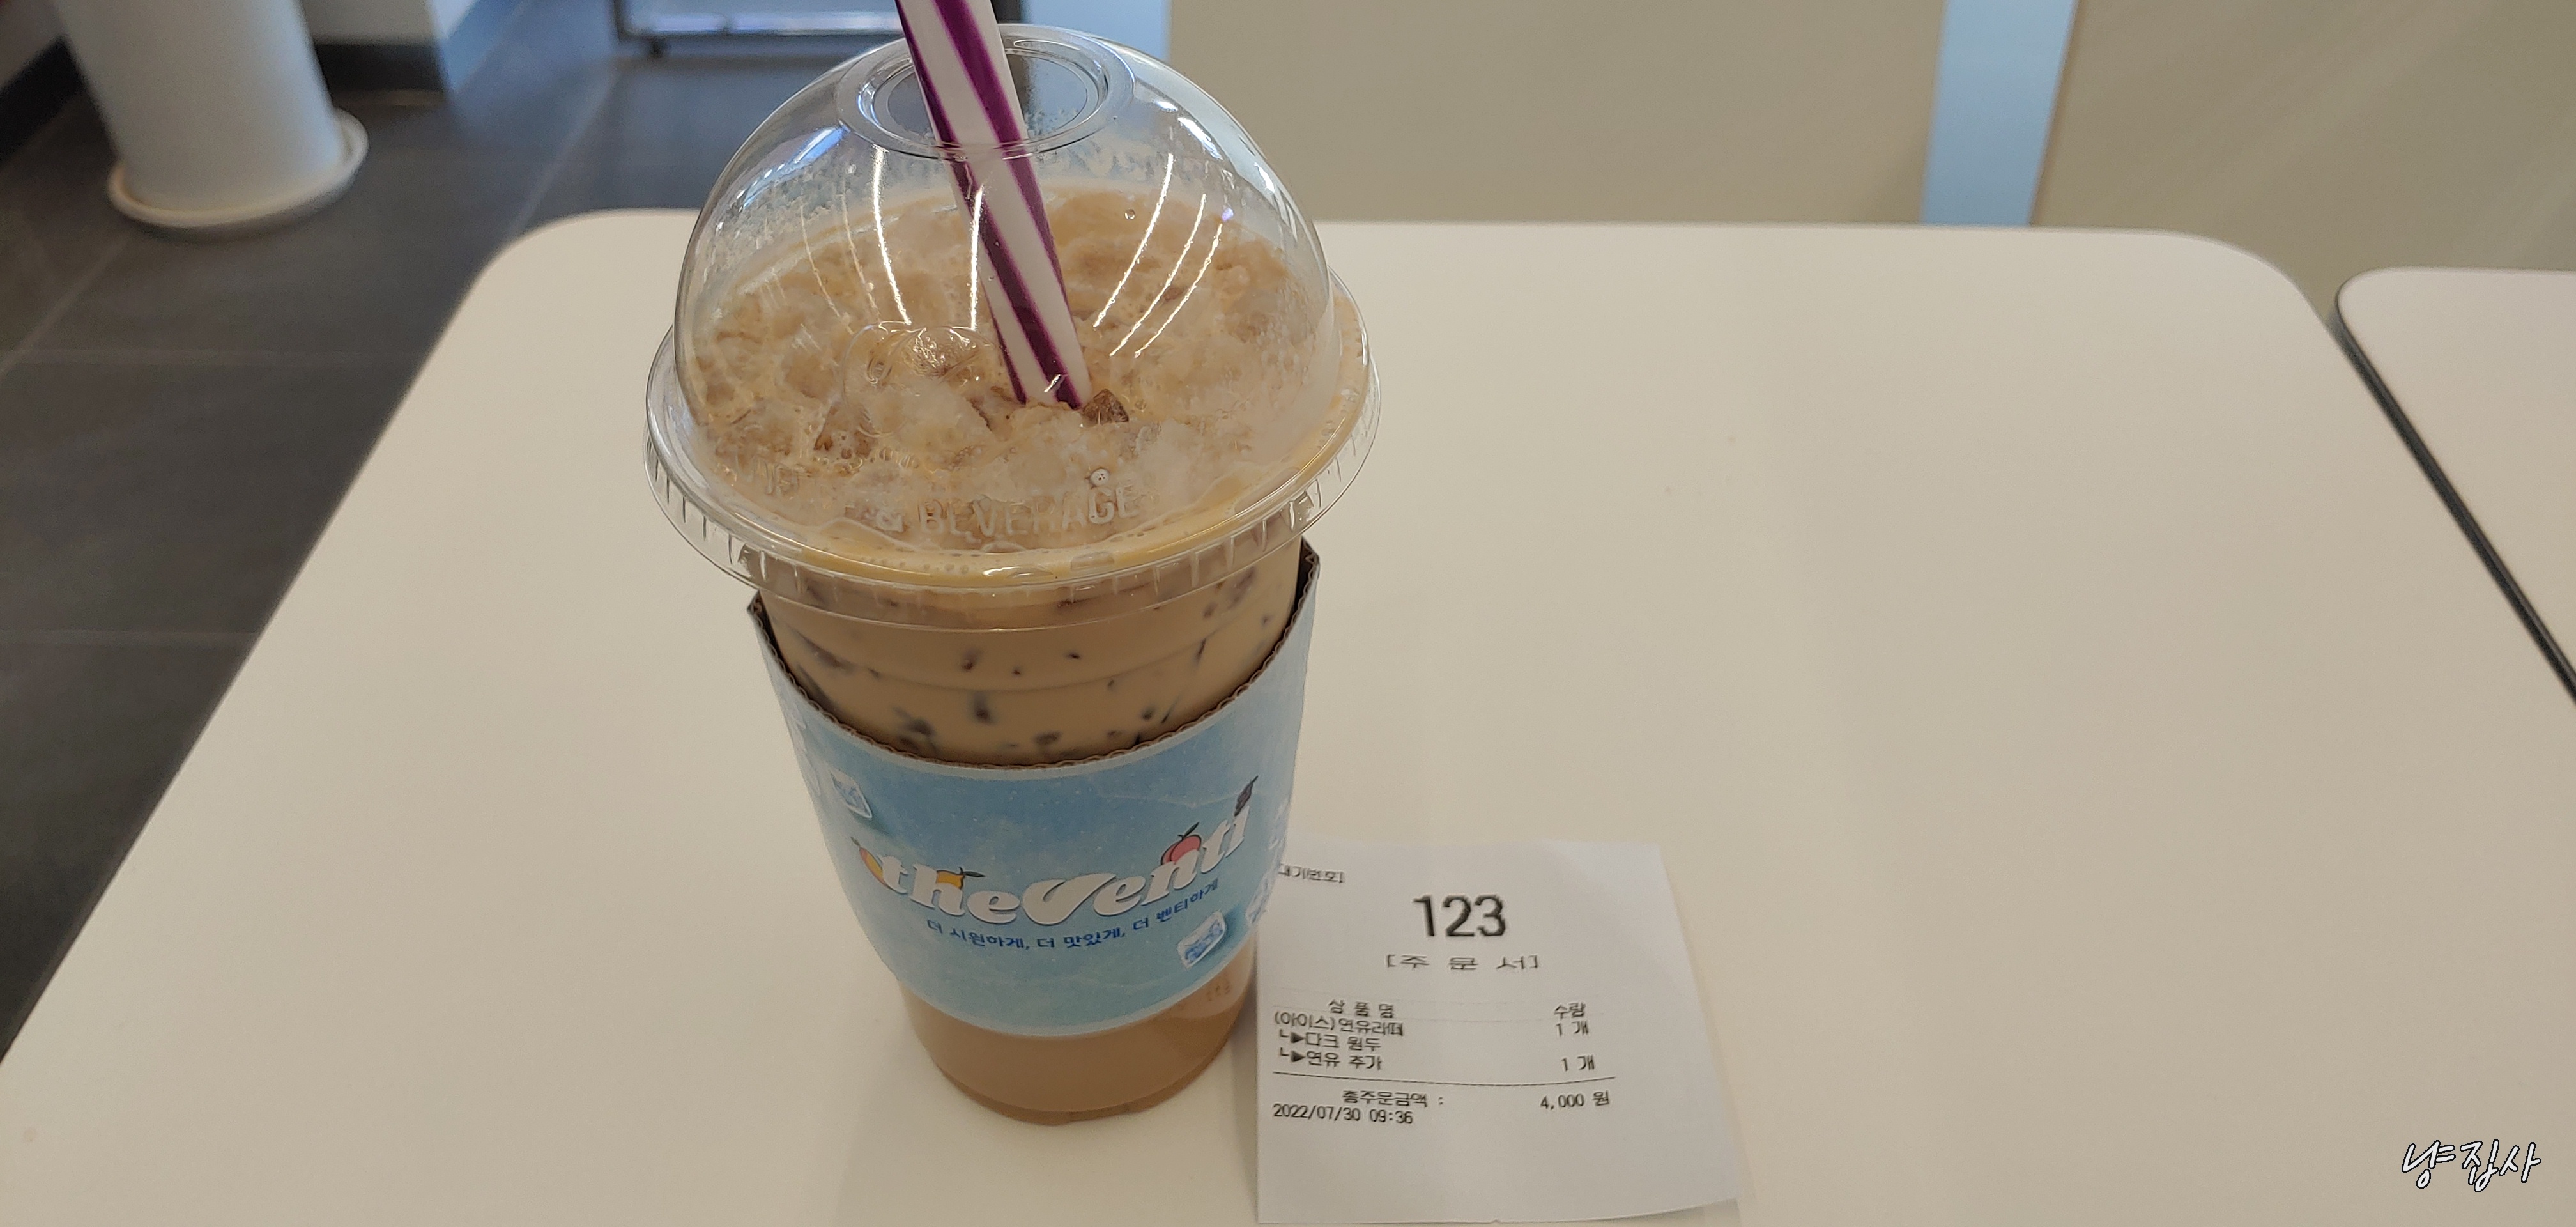 & BEVERAGE
theVenti
더 시원하게, 더 맛있게, 더 벤티하게
대기번호]
123
[주 문 서]
상 품 명 수량
(아이스)연유라떼 1 개
└▶다크 원두
└▶연유 추가 1 개
총주문금액 : 4,000 원
2022/07/30 09:36
냥집사